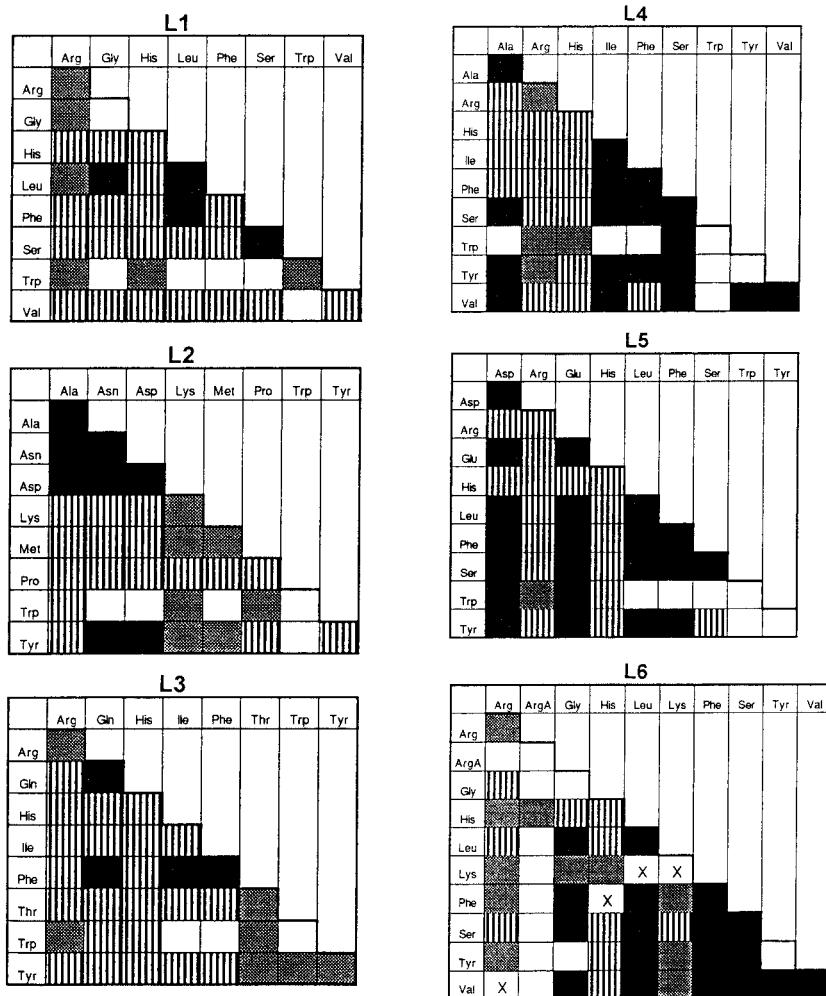 L1
Arg Gly His Leu Phe Ser Trp Val
Arg
Gly
His
Leu
Phe
Ser
Trp
Val
L2
Ala Asn Asp Lys Met Pro Trp Tyr
Ala
Asn
Asp
Lys
Met
Pro
Trp
Tyr
L3
Arg Gln His Ile Phe Thr Trp Tyr
Arg
Gln
His
Ile
Phe
Thr
Trp
Tyr
L4
Ala Arg His Ile Phe Ser Trp Tyr Val
Ala
Arg
His
Ile
Phe
Ser
Trp
Tyr
Val
L5
Asp Arg Glu His Leu Phe Ser Trp Tyr
Asp
Arg
Glu
His
Leu
Phe
Ser
Trp
Tyr
L6
Arg ArgA Gly His Leu Lys Phe Ser Tyr Val
Arg
ArgA
Gly
His
Leu
Lys X X
Phe X
Ser
Tyr
Val X